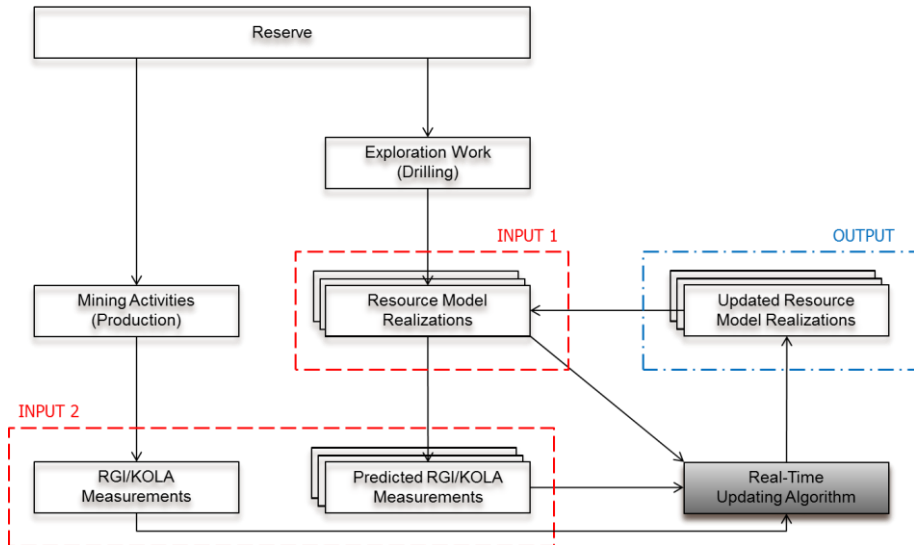 Reserve
Exploration Work
(Drilling)
INPUT 1
OUTPUT
Mining Activities
(Production)
Resource Model
Realizations
Updated Resource
Model Realizations
INPUT 2
RGI/KOLA
Measurements
Predicted RGI/KOLA
Measurements
Real-Time
Updating Algorithm